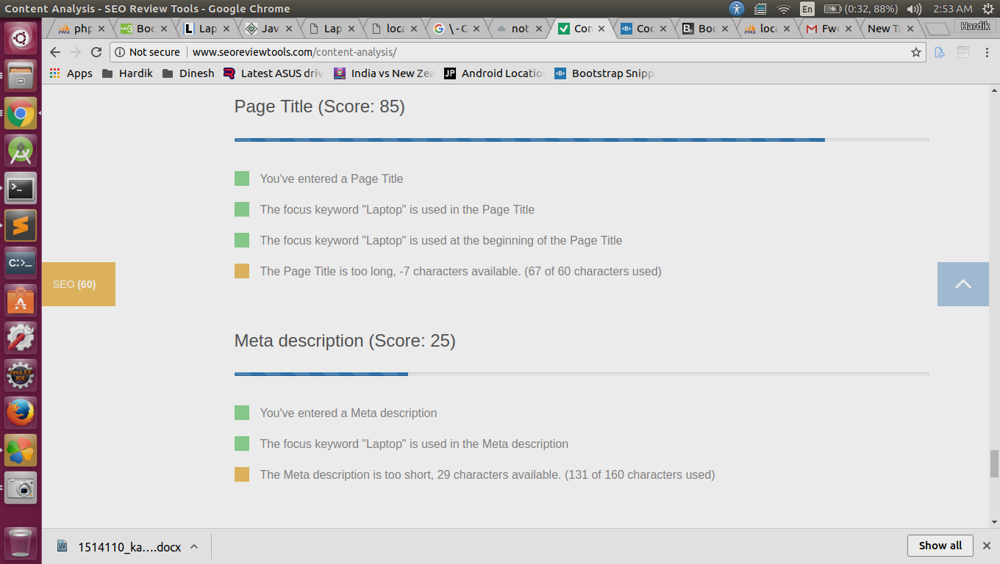 Content Analysis - SEO Review Tools - Google Chrome
En (0:32, 88%) 2:53 AM
php Boo Lap Jav Lap loca \ - G not Con Coc Boo loca Fwc New Ta Hardik
Not secure www.seoreviewtools.com/content-analysis/
Apps Hardik Dinesh Latest ASUS driv India vs New Zea Android Locatio Bootstrap Snipp
Page Title (Score: 85)
You've entered a Page Title
The focus keyword "Laptop" is used in the Page Title
The focus keyword "Laptop" is used at the beginning of the Page Title
The Page Title is too long, -7 characters available. (67 of 60 characters used)
SEO (60)
Meta description (Score: 25)
You've entered a Meta description
The focus keyword "Laptop" is used in the Meta description
The Meta description is too short, 29 characters available. (131 of 160 characters used)
1514110_ka....docx
Show all